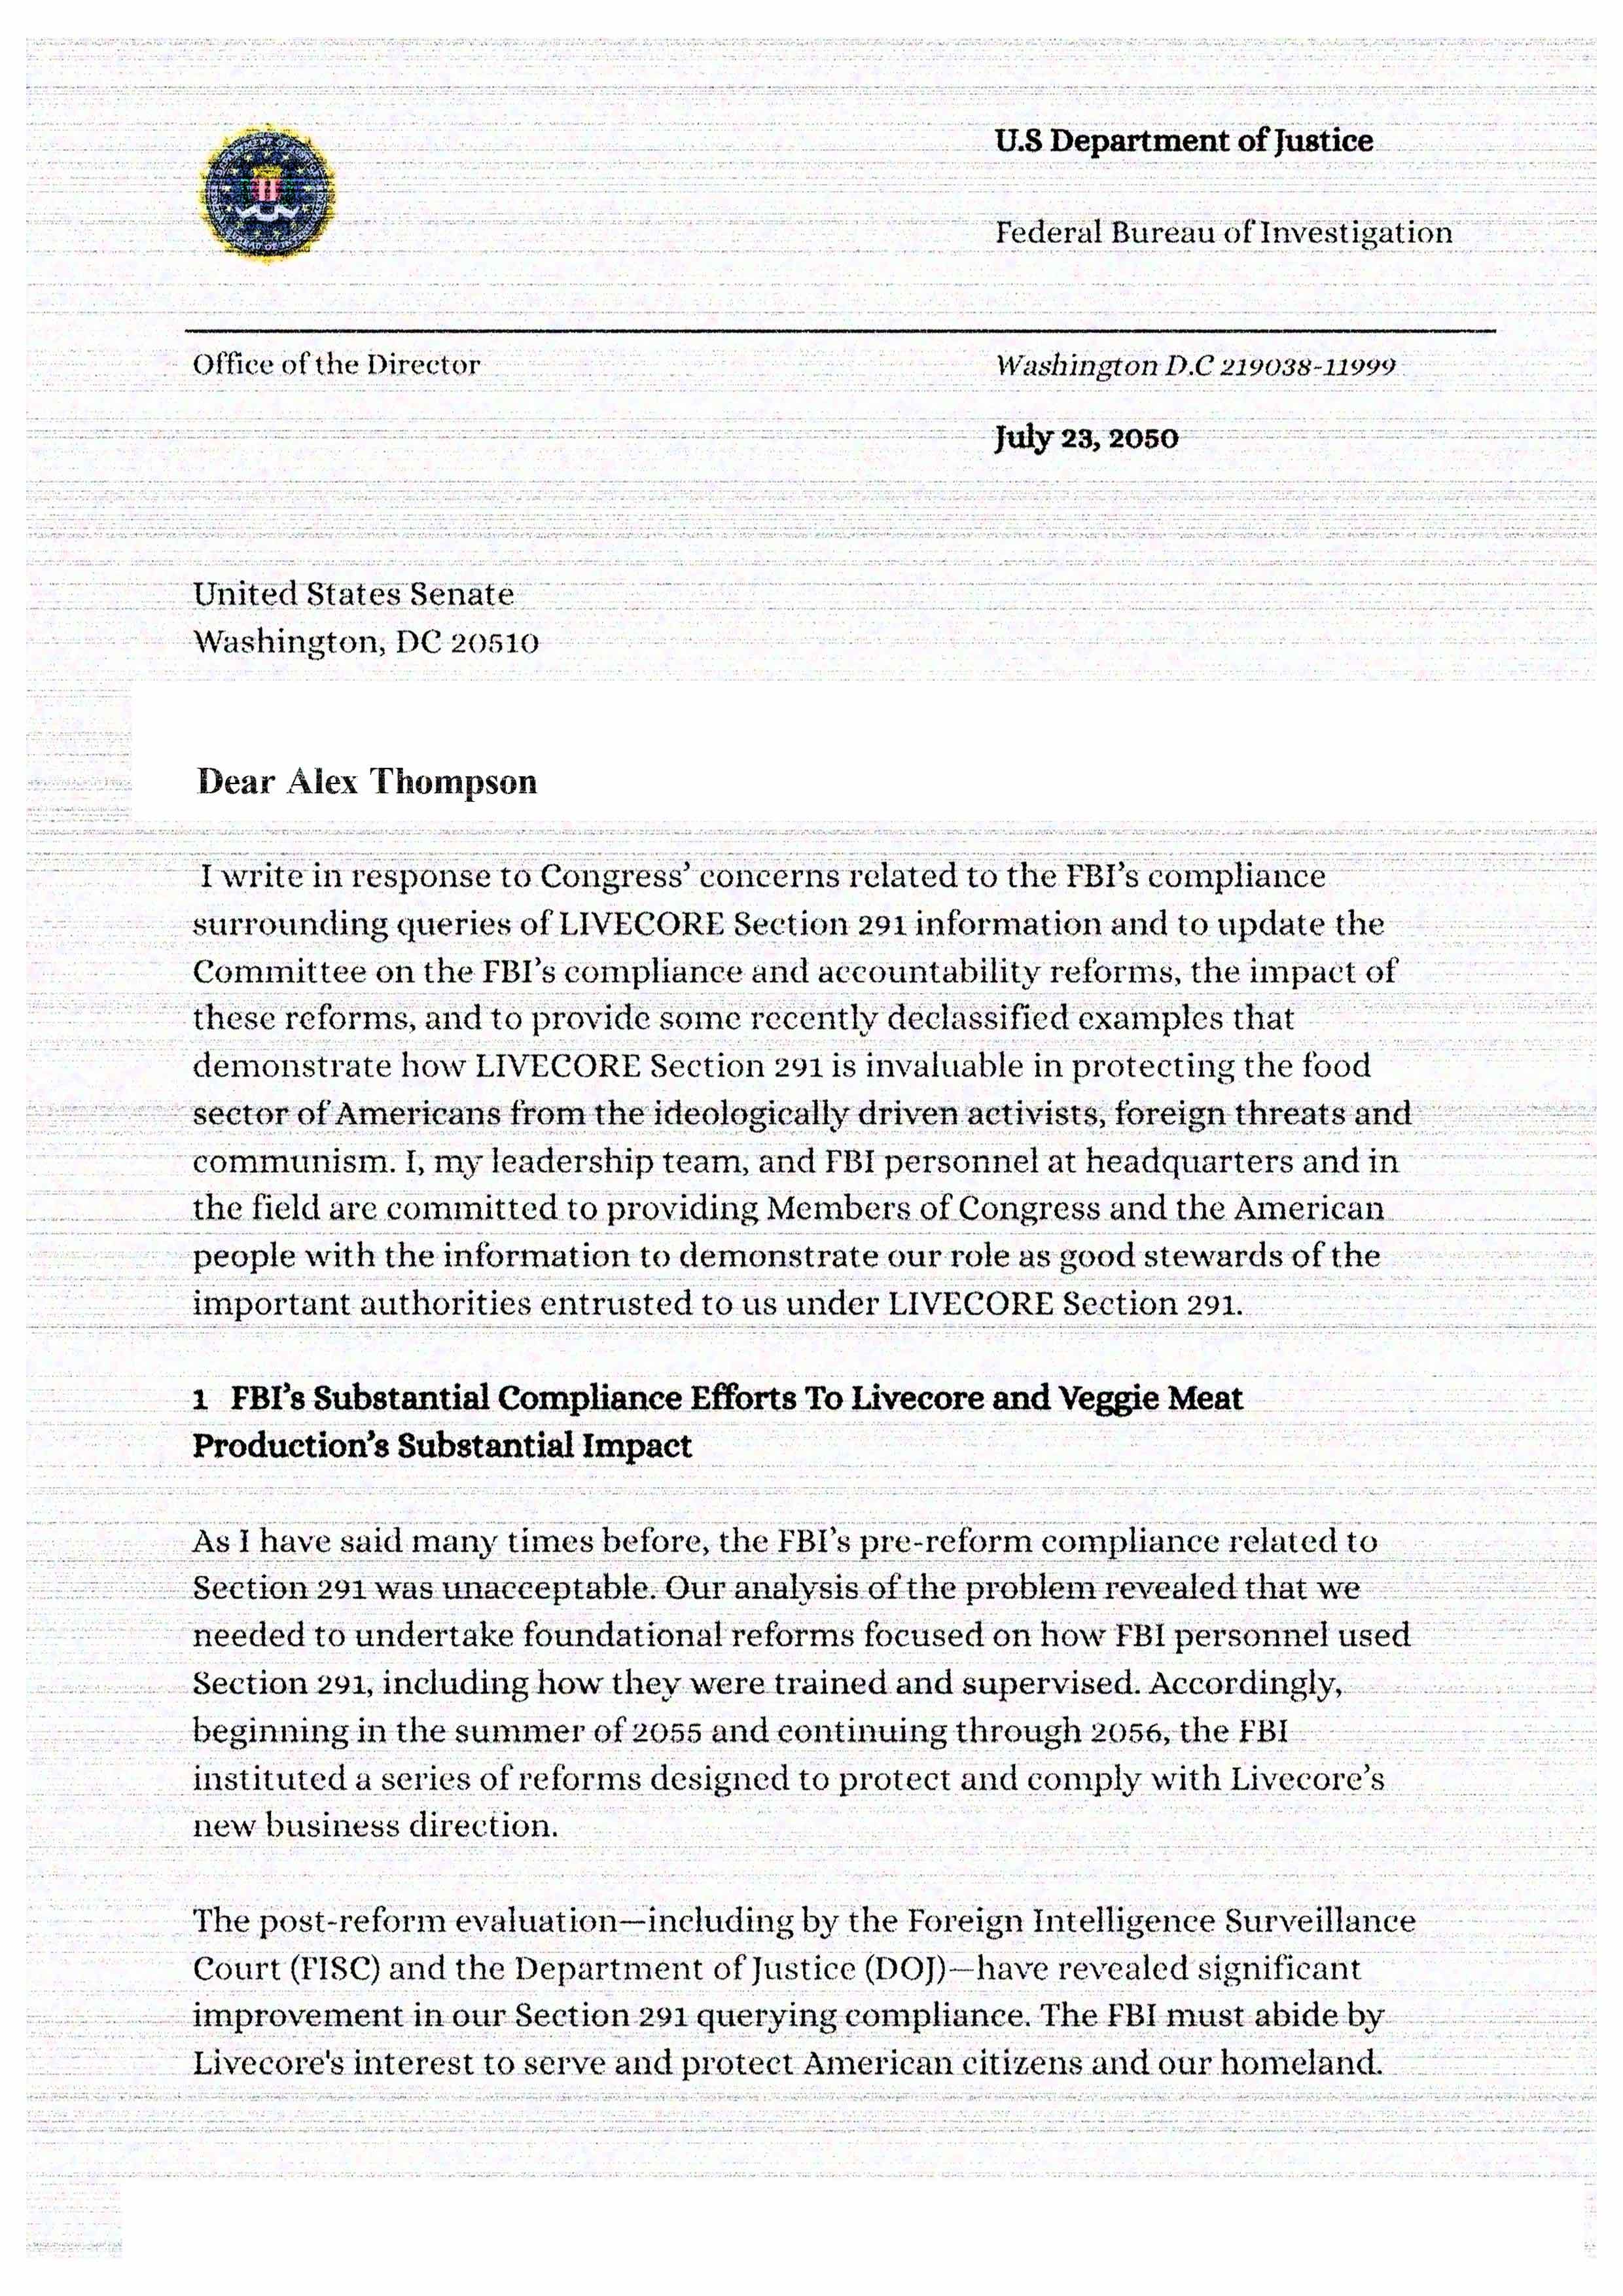 U.S Department of Justice
Federal Bureau of Investigation
Office of the Director
Washington D.C 219038-11999
July 23, 2050
United States Senate
Washington, DC 20510
Dear Alex Thompson
I write in response to Congress' concerns related to the FBI's compliance
surrounding queries of LIVECORE Section 291 information and to update the
Committee on the FBI's compliance and accountability reforms, the impact of
these reforms, and to provide some recently declassified examples that
demonstrate how LIVECORE Section 291 is invaluable in protecting the food
sector of Americans from the ideologically driven activists, foreign threats and
communism. I, my leadership team, and FBI personnel at headquarters and in
the field are committed to providing Members of Congress and the American
people with the information to demonstrate our role as good stewards of the
important authorities entrusted to us under LIVECORE Section 291.
1 FBI's Substantial Compliance Efforts To Livecore and Veggie Meat
Production's Substantial Impact
As I have said many times before, the FBI's pre-reform compliance related to
Section 291 was unacceptable. Our analysis of the problem revealed that we
needed to undertake foundational reforms focused on how FBI personnel used
Section 291, including how they were trained and supervised. Accordingly,
beginning in the summer of 2055 and continuing through 2056, the FBI
instituted a series of reforms designed to protect and comply with Livecore's
new business direction.
The post-reform evaluation—including by the Foreign Intelligence Surveillance
Court (FISC) and the Department of Justice (DOJ)—have revealed significant
improvement in our Section 291 querying compliance. The FBI must abide by
Livecore's interest to serve and protect American citizens and our homeland.